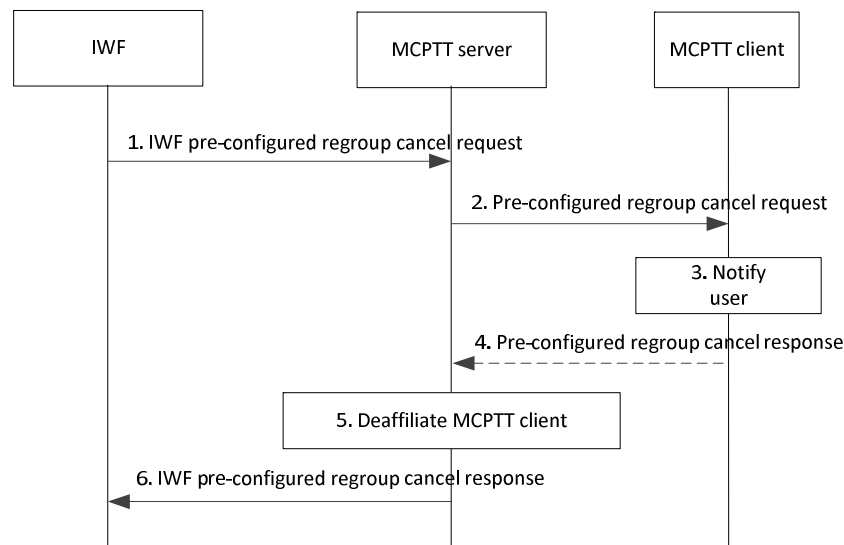 IWF
MCPTT server
MCPTT client
1. IWF pre-configured regroup cancel request
2. Pre-configured regroup cancel request
3. Notify
user
4. Pre-configured regroup cancel response
5. Deaffiliate MCPTT client
6. IWF pre-configured regroup cancel response